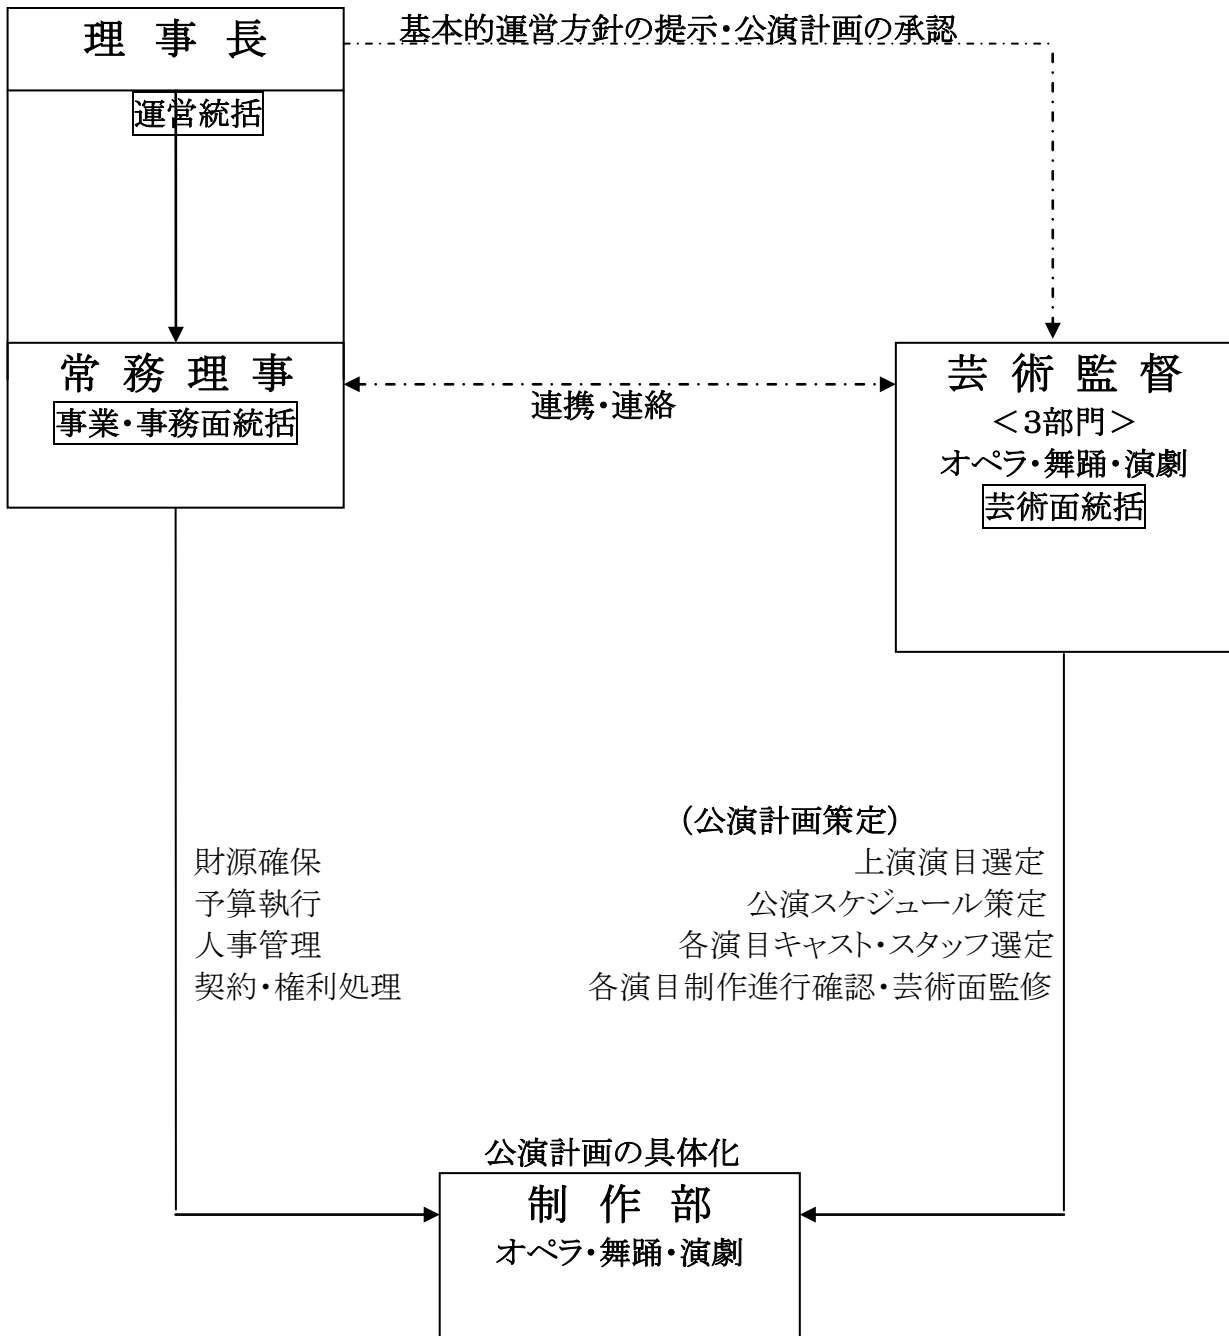 理事長
基本的運営方針の提示・公演計画の承認
運営統括
常務理事
事業・事務面統括
連携・連絡
芸術監督
＜3部門＞
オペラ・舞踊・演劇
芸術面統括
財源確保
予算執行
人事管理
契約・権利処理
（公演計画策定）
上演演目選定
公演スケジュール策定
各演目キャスト・スタッフ選定
各演目制作進行確認・芸術面監修
公演計画の具体化
制作部
オペラ・舞踊・演劇